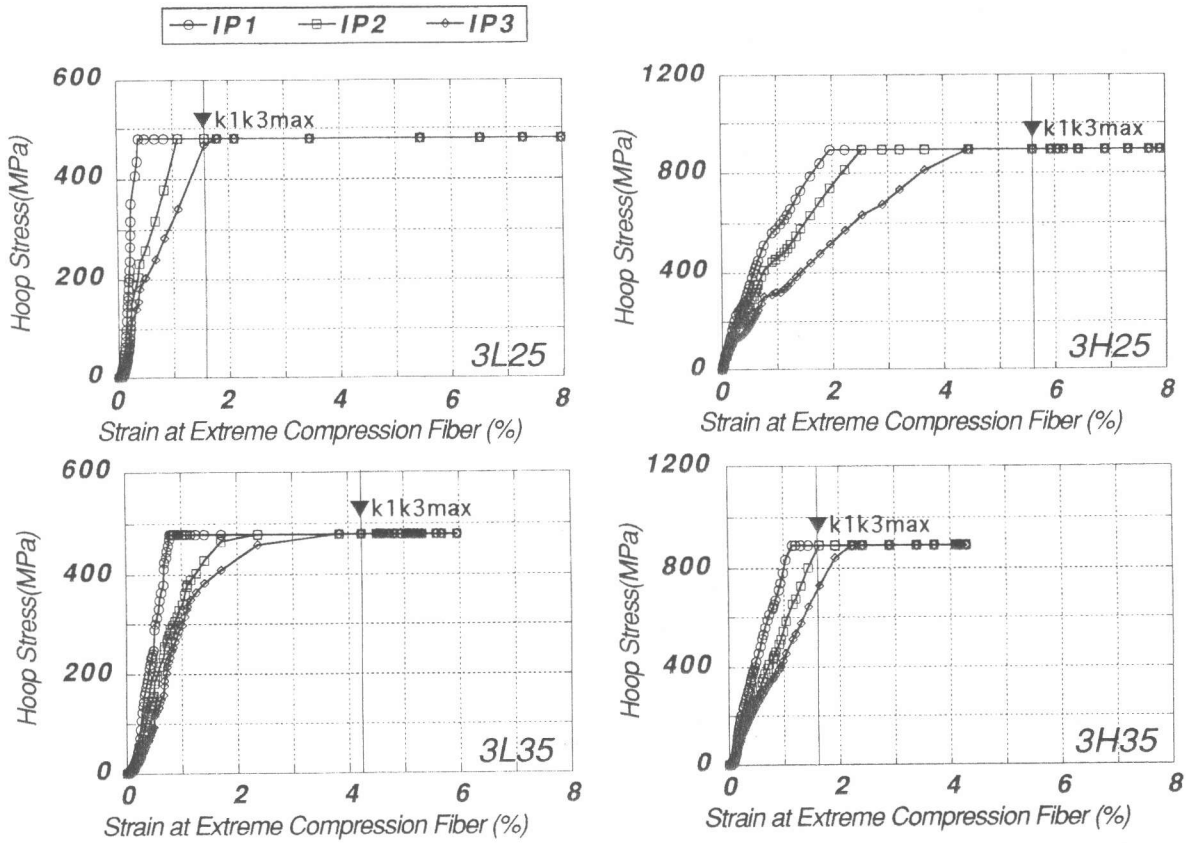 IP1 IP2 IP3
600
400
200
0
Hoop Stress(MPa)
k1k3max
3L25
0 2 4 6 8
Strain at Extreme Compression Fiber (%)
1200
800
400
0
Hoop Stress(MPa)
k1k3max
3H25
0 2 4 6 8
Strain at Extreme Compression Fiber (%)
600
400
200
0
Hoop Stress(MPa)
k1k3max
3L35
0 2 4 6 8
Strain at Extreme Compression Fiber (%)
1200
800
400
0
Hoop Stress(MPa)
k1k3max
3H35
0 2 4 6 8
Strain at Extreme Compression Fiber (%)